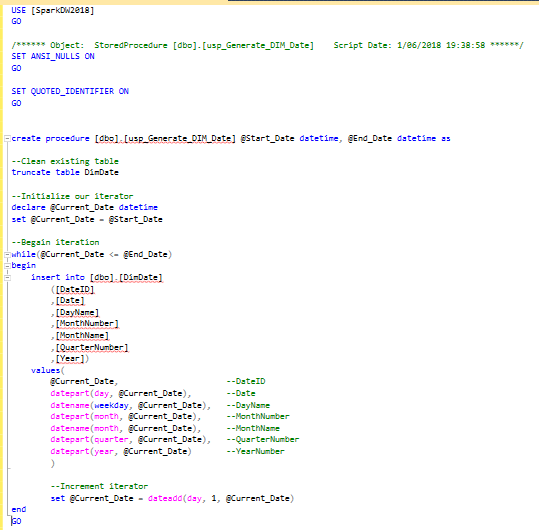 USE [SparkDW2018]
GO
/****** Object:  StoredProcedure [dbo].[usp_Generate_DIM_Date]    Script Date: 1/06/2018 19:38:58 ******/
SET ANSI_NULLS ON
GO
SET QUOTED_IDENTIFIER ON
GO
create procedure [dbo].[usp_Generate_DIM_Date] @Start_Date datetime, @End_Date datetime as
--Clean existing table
truncate table DimDate
--Initialize our iterator
declare @Current_Date datetime
set @Current_Date = @Start_Date
--Begain iteration
while(@Current_Date <= @End_Date)
begin
    insert into [dbo].[DimDate]
        ([DateID]
        ,[Date]
        ,[DayName]
        ,[MonthNumber]
        ,[MonthName]
        ,[QuarterNumber]
        ,[Year])
    values(
        @Current_Date,                    --DateID
        datepart(day, @Current_Date),     --Date
        datename(weekday, @Current_Date), --DayName
        datepart(month, @Current_Date),   --MonthNumber
        datename(month, @Current_Date),   --MonthName
        datepart(quarter, @Current_Date), --QuarterNumber
        datepart(year, @Current_Date)     --YearNumber
        )
        --Increment iterator
        set @Current_Date = dateadd(day, 1, @Current_Date)
end
GO